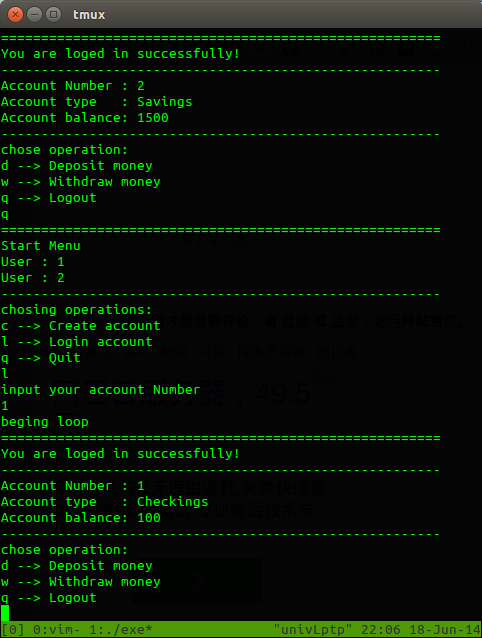 tmux
=======================================================
You are loged in successfully!
-------------------------------------------------------
Account Number : 2
Account type   : Savings
Account balance: 1500
-------------------------------------------------------
chose operation:
d --> Deposit money
w --> Withdraw money
q --> Logout
q
=======================================================
Start Menu
User : 1
User : 2
-------------------------------------------------------
chosing operations:
c --> Create account
l --> Login account
q --> Quit
l
input your account Number
1
beging loop
=======================================================
You are loged in successfully!
-------------------------------------------------------
Account Number : 1
Account type   : Checkings
Account balance: 100
-------------------------------------------------------
chose operation:
d --> Deposit money
w --> Withdraw money
q --> Logout
[0] 0:vim- 1:./exe* "univLptp" 22:06 18-Jun-14